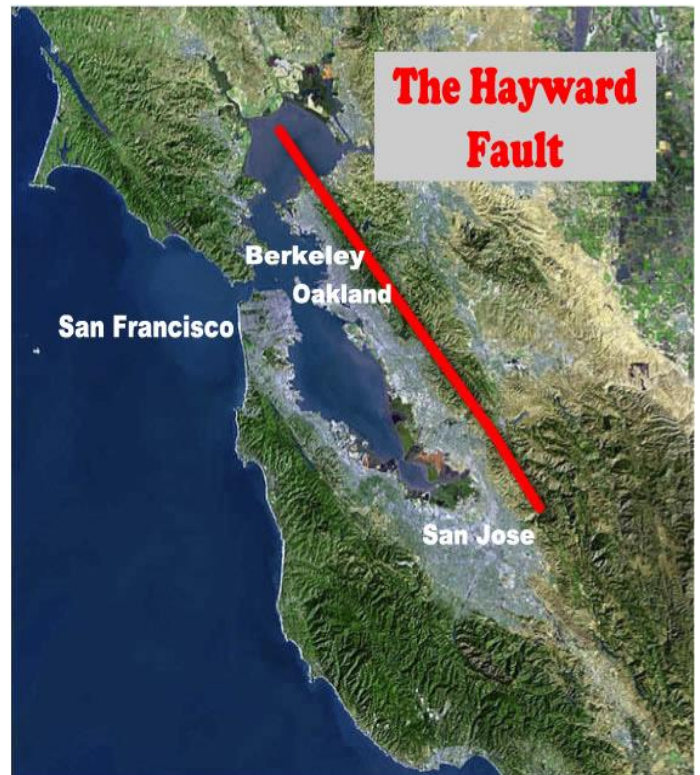 The Hayward
Fault
Berkeley
Oakland
San Francisco
San Jose